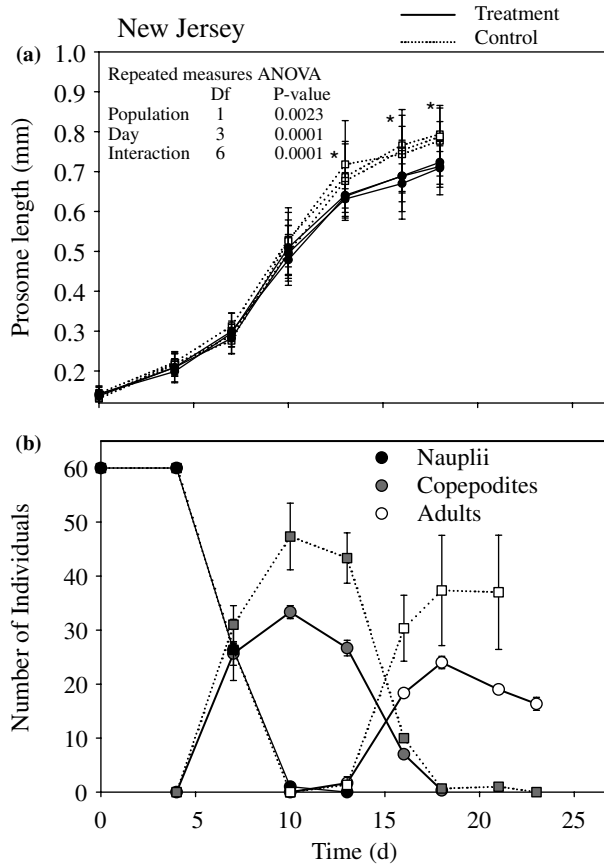 New Jersey
Treatment
Control
(a)
Repeated measures ANOVA
Df P-value
Population 1 0.0023
Day 3 0.0001
Interaction 6 0.0001
* * *
1.0
0.9
0.8
0.7
0.6
0.5
0.4
0.3
0.2
Prosome length (mm)
(b)
Nauplii
Copepodites
Adults
60
50
40
30
20
10
0
Number of Individuals
0 5 10 15 20 25
Time (d)